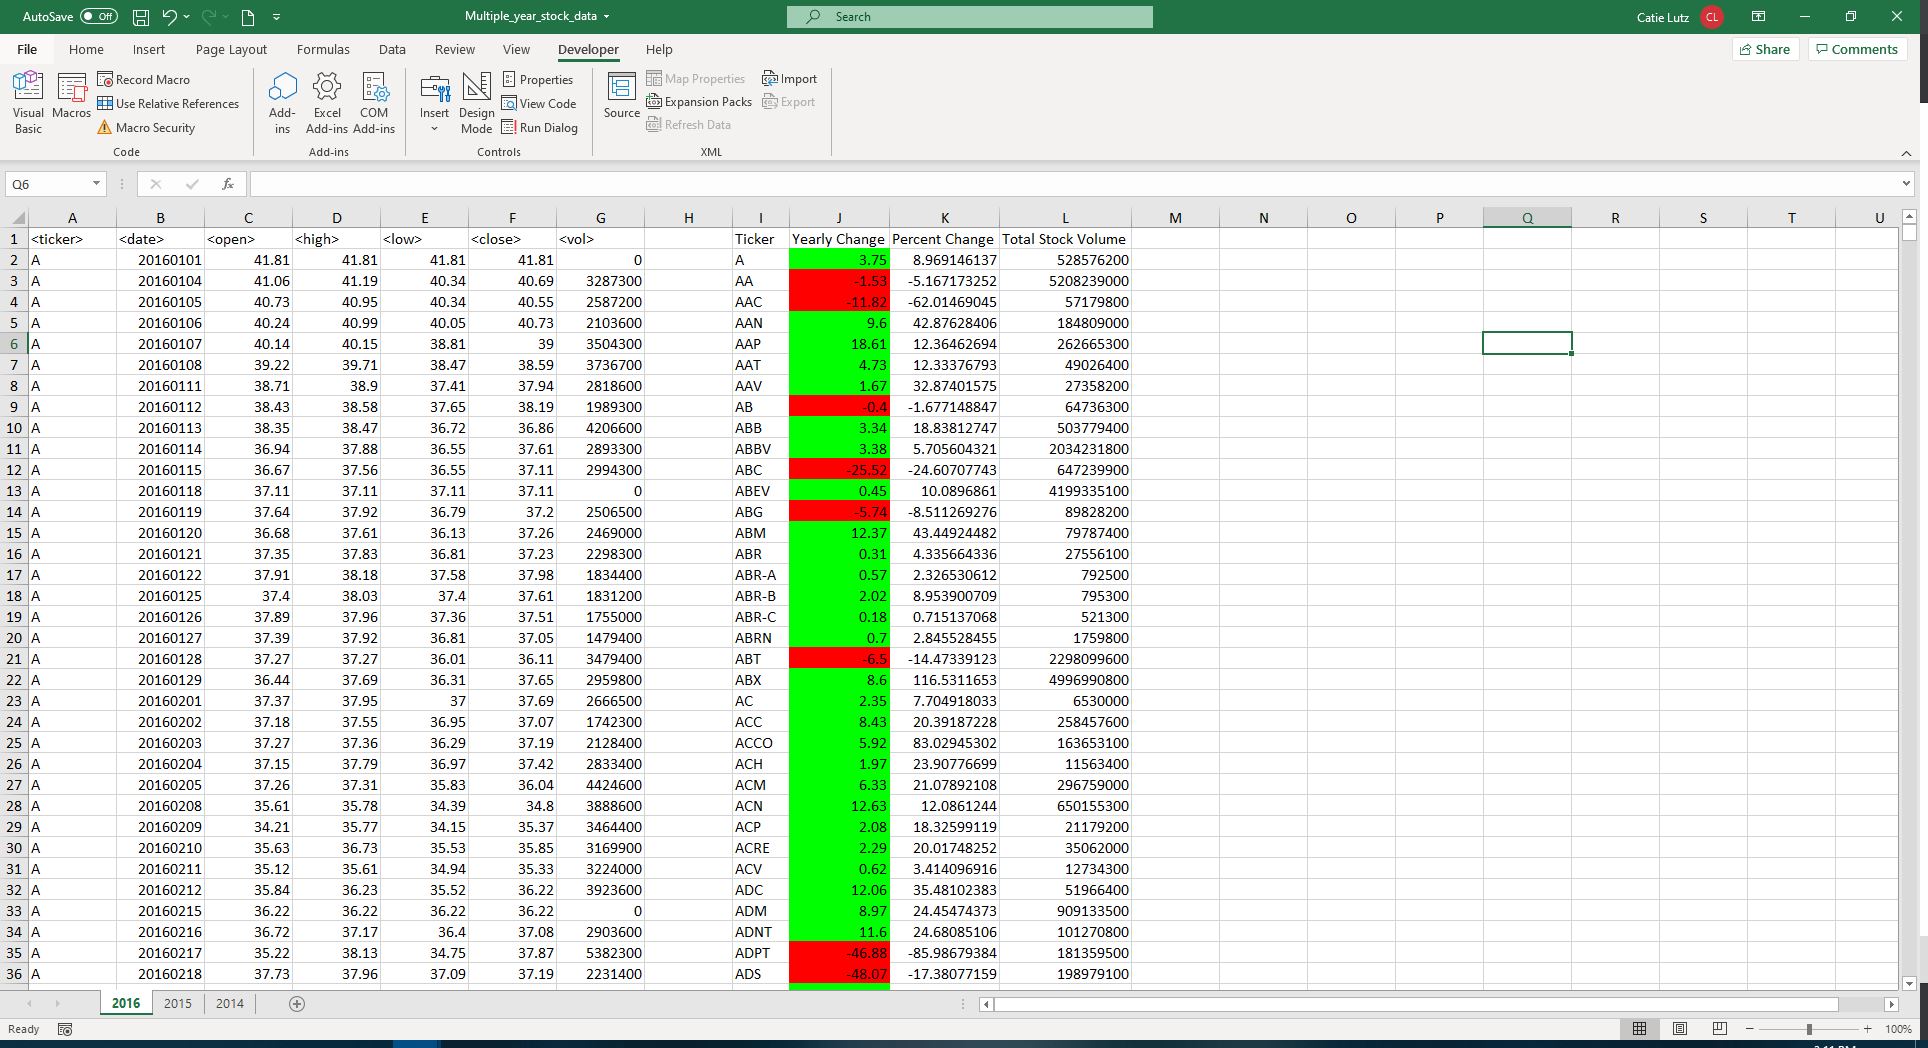 AutoSave Off Multiple_year_stock_data Search Catie Lutz CL
File Home Insert Page Layout Formulas Data Review View Developer Help Share Comments
Visual Basic Macros Record Macro Use Relative References Macro Security Code
Add-ins Excel Add-ins COM Add-ins Add-ins
Insert Design Mode Properties View Code Run Dialog Controls
Source Map Properties Expansion Packs Refresh Data Import Export XML
Q6 fx
A B C D E F G H I J K L M N O P Q R S T U
1 <ticker> <date> <open> <high> <low> <close> <vol> Ticker Yearly Change Percent Change Total Stock Volume
2 A 20160101 41.81 41.81 41.81 41.81 0 A 3.75 8.969146137 528576200
3 A 20160104 41.06 41.19 40.34 40.69 3287300 AA -1.53 -5.167173252 5208239000
4 A 20160105 40.73 40.95 40.34 40.55 2587200 AAC -11.82 -62.01469045 57179800
5 A 20160106 40.24 40.99 40.05 40.73 2103600 AAN 9.6 42.87628406 184809000
6 A 20160107 40.14 40.15 38.81 39 3504300 AAP 18.61 12.36462694 262665300
7 A 20160108 39.22 39.71 38.47 38.59 3736700 AAT 4.73 12.33376793 49026400
8 A 20160111 38.71 38.9 37.41 37.94 2818600 AAV 1.67 32.87401575 27358200
9 A 20160112 38.43 38.58 37.65 38.19 1989300 AB -0.4 -1.677148847 64736300
10 A 20160113 38.35 38.47 36.72 36.86 4206600 ABB 3.34 18.83812747 503779400
11 A 20160114 36.94 37.88 36.55 37.61 2893300 ABBV 3.38 5.705604321 2034231800
12 A 20160115 36.67 37.56 36.55 37.11 2994300 ABC -25.52 -24.60707743 647239900
13 A 20160118 37.11 37.11 37.11 37.11 0 ABEV 0.45 10.0896861 4199335100
14 A 20160119 37.64 37.92 36.79 37.2 2506500 ABG -5.74 -8.511269276 89828200
15 A 20160120 36.68 37.61 36.13 37.26 2469000 ABM 12.37 43.44924482 79787400
16 A 20160121 37.35 37.83 36.81 37.23 2298300 ABR 0.31 4.335664336 27556100
17 A 20160122 37.91 38.18 37.58 37.98 1834400 ABR-A 0.57 2.326530612 792500
18 A 20160125 37.4 38.03 37.4 37.61 1831200 ABR-B 2.02 8.953900709 795300
19 A 20160126 37.89 37.96 37.36 37.51 1755000 ABR-C 0.18 0.715137068 521300
20 A 20160127 37.39 37.92 36.81 37.05 1479400 ABRN 0.7 2.845528455 1759800
21 A 20160128 37.27 37.27 36.01 36.11 3479400 ABT -6.5 -14.47339123 2298099600
22 A 20160129 36.44 37.69 36.31 37.65 2959800 ABX 8.6 116.5311653 4996990800
23 A 20160201 37.37 37.95 37 37.69 2666500 AC 2.35 7.704918033 6530000
24 A 20160202 37.18 37.55 36.95 37.07 1742300 ACC 8.43 20.39187228 258457600
25 A 20160203 37.27 37.36 36.29 37.19 2128400 ACCO 5.92 83.02945302 163653100
26 A 20160204 37.15 37.79 36.97 37.42 2833400 ACH 1.97 23.90776699 11563400
27 A 20160205 37.26 37.31 35.83 36.04 4424600 ACM 6.33 21.07892108 296759000
28 A 20160208 35.61 35.78 34.39 34.8 3888600 ACN 12.63 12.0861244 650155300
29 A 20160209 34.21 35.77 34.15 35.37 3464400 ACP 2.08 18.32599119 21179200
30 A 20160210 35.63 36.73 35.53 35.85 3169900 ACRE 2.29 20.01748252 35062000
31 A 20160211 35.12 35.61 34.94 35.33 3224000 ACV 0.62 3.414096916 12734300
32 A 20160212 35.84 36.23 35.52 36.22 3923600 ADC 12.06 35.48102383 51966400
33 A 20160215 36.22 36.22 36.22 36.22 0 ADM 8.97 24.45474373 909133500
34 A 20160216 36.72 37.17 36.4 37.08 2903600 ADNT 11.6 24.68085106 101270800
35 A 20160217 35.22 38.13 34.75 37.87 5382300 ADPT -46.88 -85.98679384 181359500
36 A 20160218 37.73 37.96 37.09 37.19 2231400 ADS -48.07 -17.38077159 198979100
2016 2015 2014
Ready 100%